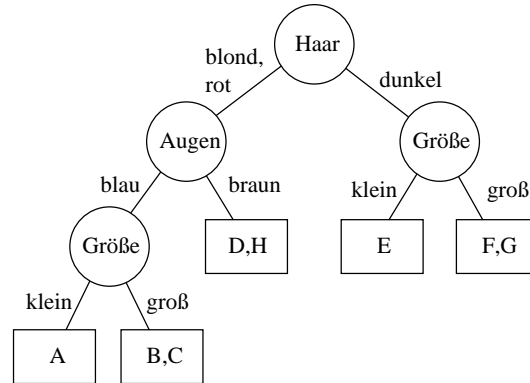 Haar
blond,
rot
dunkel
Augen
Größe
blau
braun
klein
groß
Größe
D,H
E
F,G
klein
groß
A
B,C